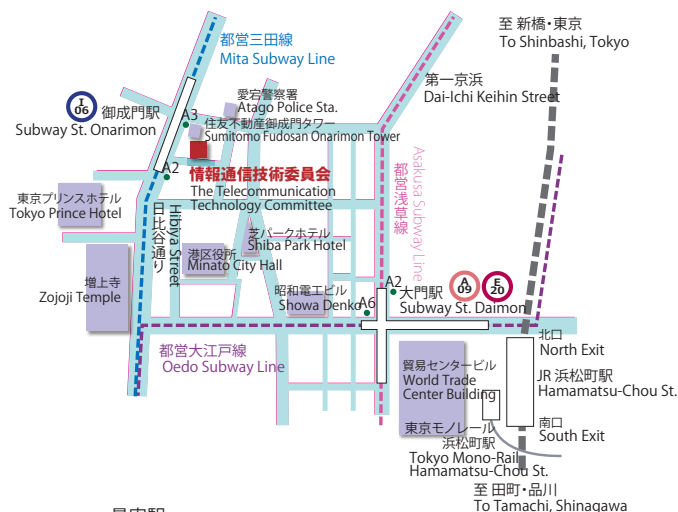 至 新橋・東京
To Shinbashi, Tokyo
都営三田線
Mita Subway Line
第一京浜
Dai-Ichi Keihin Street
愛宕警察署
Atago Police Sta.
I
06
御成門駅
Subway St. Onarimon
A3
住友不動産御成門タワー
Sumitomo Fudosan Onarimon Tower
A2
情報通信技術委員会
The Telecommunication
Technology Committee
都営浅草線
Asakusa Subway Line
東京プリンスホテル
Tokyo Prince Hotel
日比谷通り
Hibiya Street
芝パークホテル
Shiba Park Hotel
港区役所
Minato City Hall
増上寺
Zojoji Temple
昭和電工ビル
Showa Denko
A6
A2
大門駅
Subway St. Daimon
A
09
E
20
都営大江戸線
Oedo Subway Line
北口
North Exit
貿易センタービル
World Trade
Center Building
JR 浜松町駅
Hamamatsu-Chou St.
南口
South Exit
東京モノレール
浜松町駅
Tokyo Mono-Rail
Hamamatsu-Chou St.
至 田町・品川
To Tamachi, Shinagawa